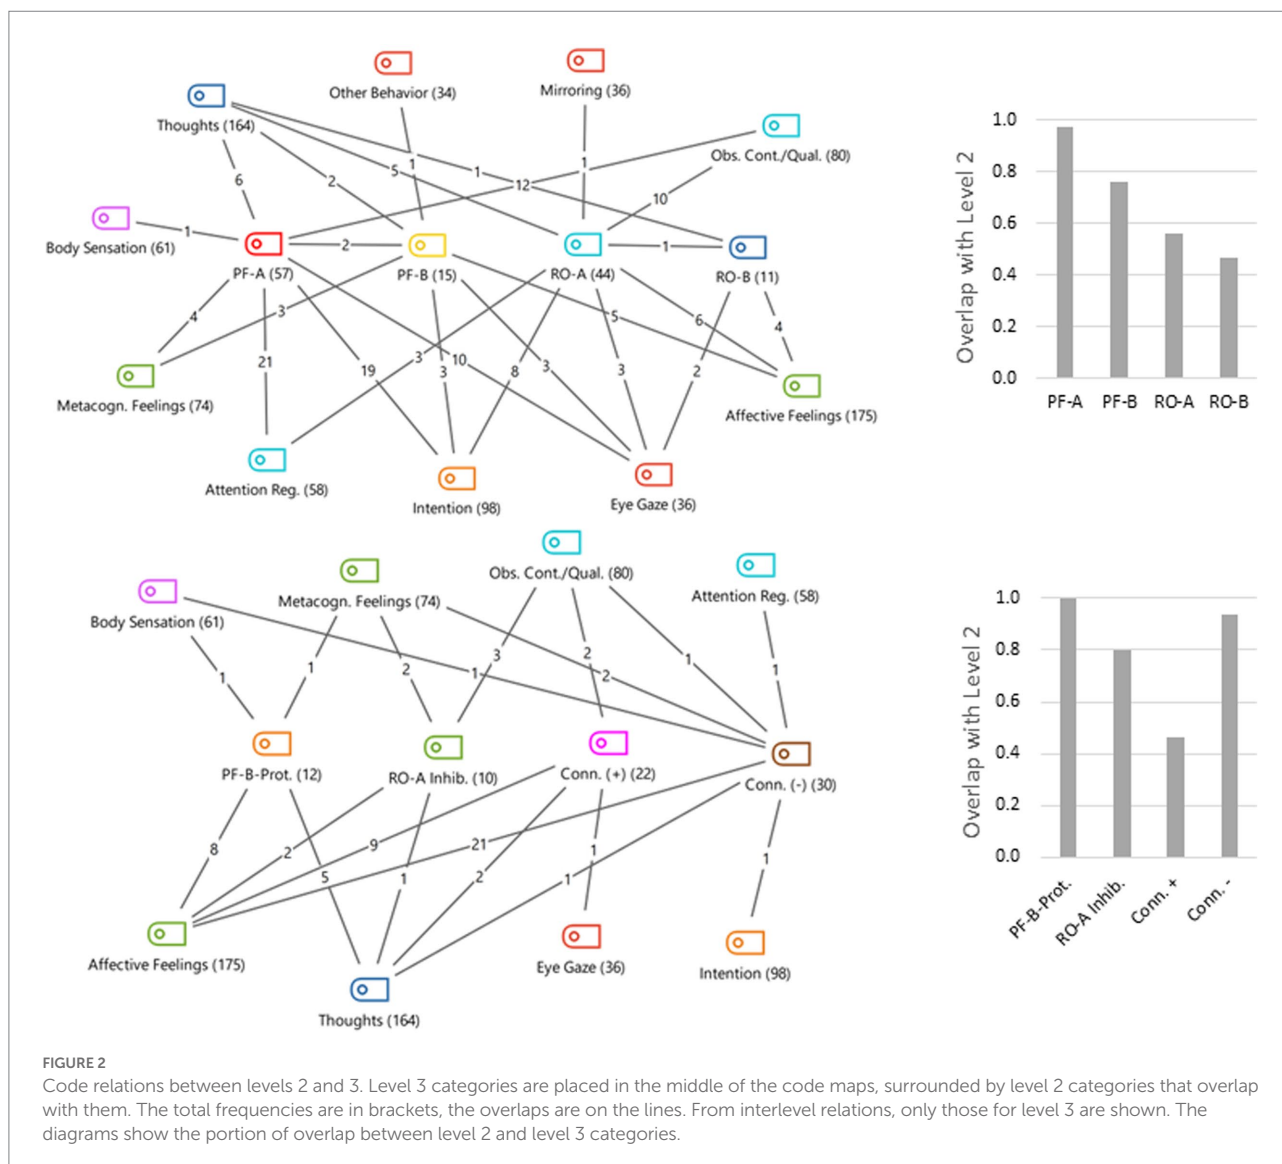 Other Behavior (34)
Mirroring (36)
Thoughts (164)
Obs. Cont./Qual. (80)
1
5
1
1
12
6
2
10
Body Sensation (61)
1
2
1
PF-A (57)
PF-B (15)
RO-A (44)
RO-B (11)
4
3
5
6
4
21
19
3
10
3
8
3
3
2
Metacogn. Feelings (74)
Affective Feelings (175)
Attention Reg. (58)
Intention (98)
Eye Gaze (36)
Overlap with Level 2
1.0
0.8
0.6
0.4
0.2
0.0
PF-A PF-B RO-A RO-B
Obs. Cont./Qual. (80)
Metacogn. Feelings (74)
Attention Reg. (58)
Body Sensation (61)
1
1
2
3
1
2
2
1
1
PF-B-Prot. (12)
RO-A Inhib. (10)
Conn. (+) (22)
Conn. (-) (30)
8
2
9
21
5
1
2
1
1
1
Affective Feelings (175)
Eye Gaze (36)
Intention (98)
Thoughts (164)
Overlap with Level 2
1.0
0.8
0.6
0.4
0.2
0.0
PF-B-Prot.
RO-A Inhib.
Conn. +
Conn. -
FIGURE 2
Code relations between levels 2 and 3. Level 3 categories are placed in the middle of the code maps, surrounded by level 2 categories that overlap
with them. The total frequencies are in brackets, the overlaps are on the lines. From interlevel relations, only those for level 3 are shown. The
diagrams show the portion of overlap between level 2 and level 3 categories.